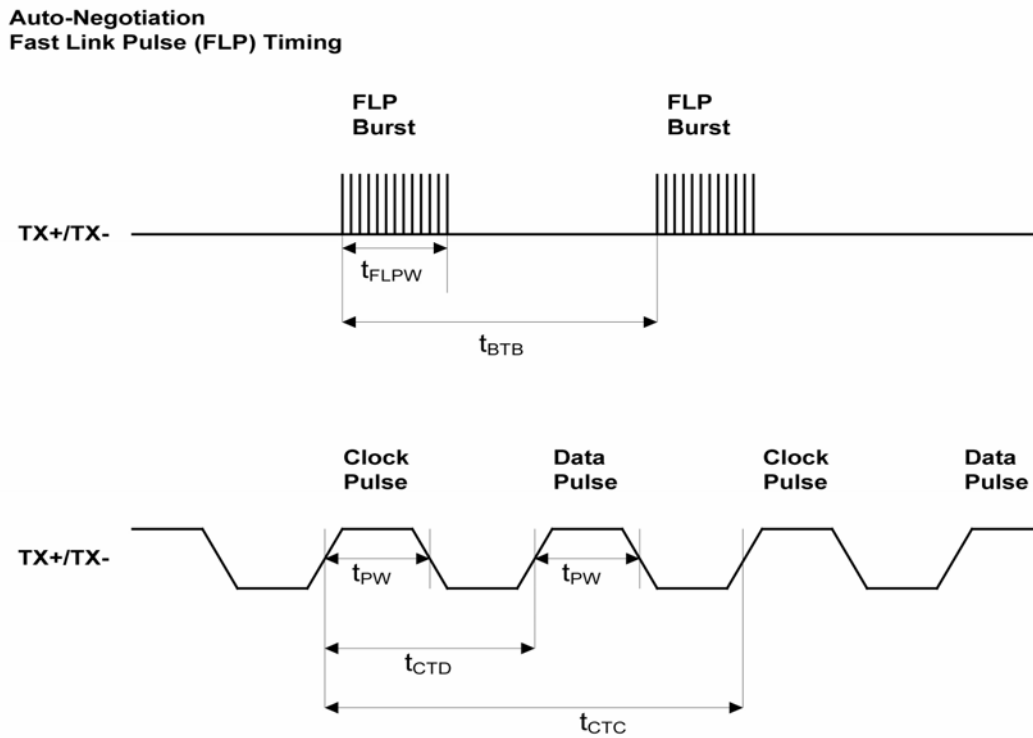 Auto-Negotiation
Fast Link Pulse (FLP) Timing
FLP
Burst
FLP
Burst
TX+/TX-
tFLPW
tBTB
Clock
Pulse
Data
Pulse
Clock
Pulse
Data
Pulse
TX+/TX-
tPW
tPW
tCTD
tCTC